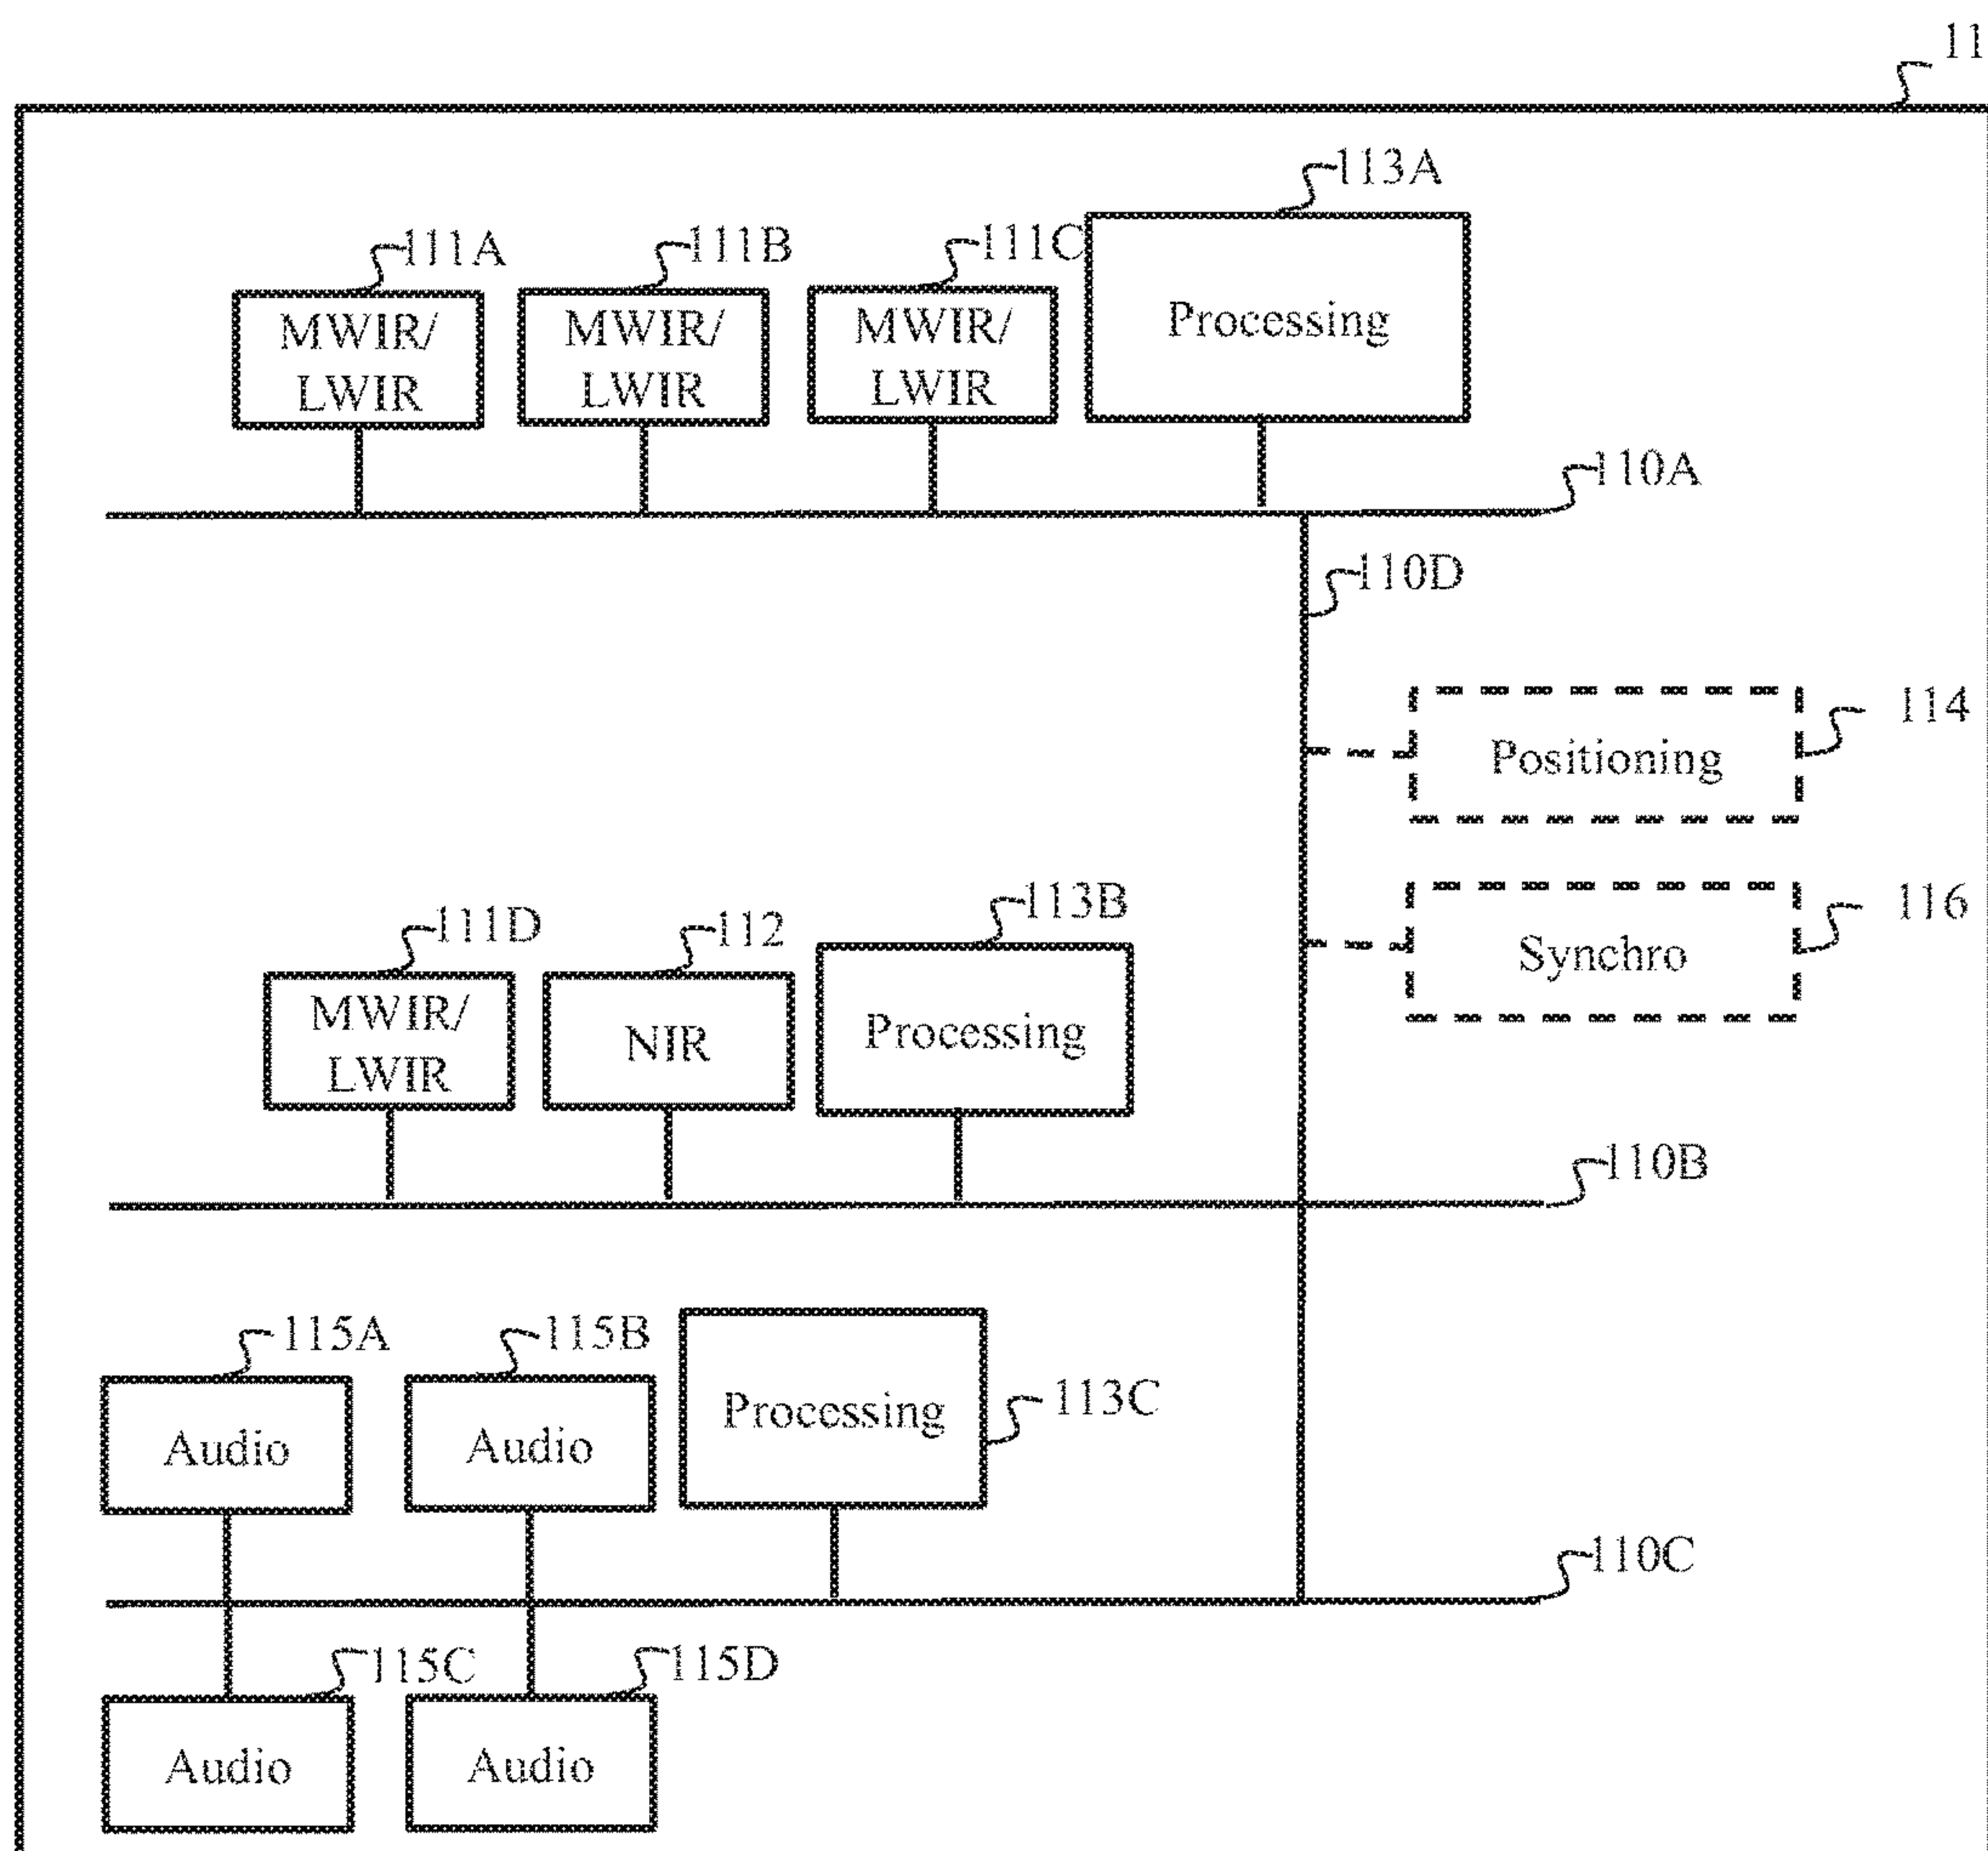 11
113A
111A
111B
111C
MWIR/
LWIR
MWIR/
LWIR
MWIR/
LWIR
Processing
110A
110D
114
Positioning
116
Synchro
111D
112
113B
MWIR/
LWIR
NIR
Processing
110B
115A
115B
113C
Audio
Audio
Processing
110C
115C
115D
Audio
Audio